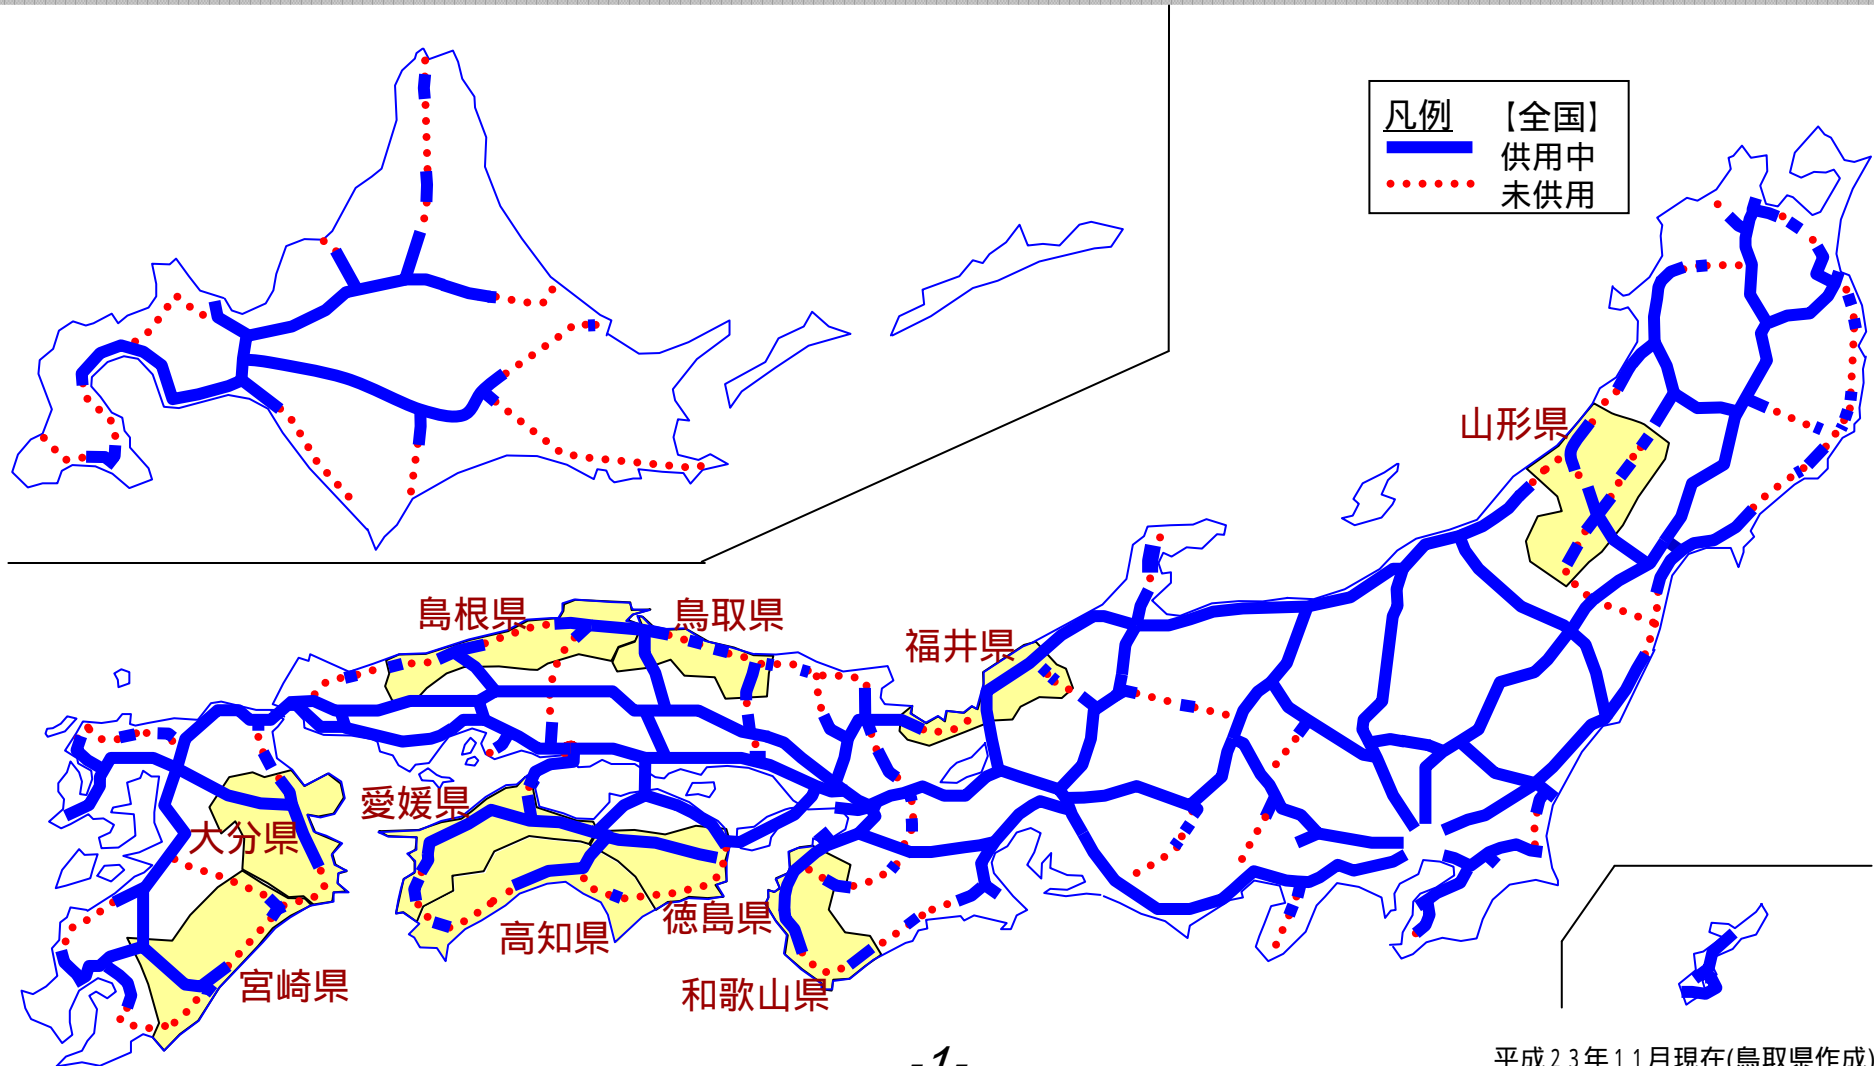 凡例 【全国】
供用中
未供用
山形県
島根県
鳥取県
福井県
愛媛県
大分県
高知県
徳島県
宮崎県
和歌山県
-1-
平成23年11月現在(鳥取県作成)